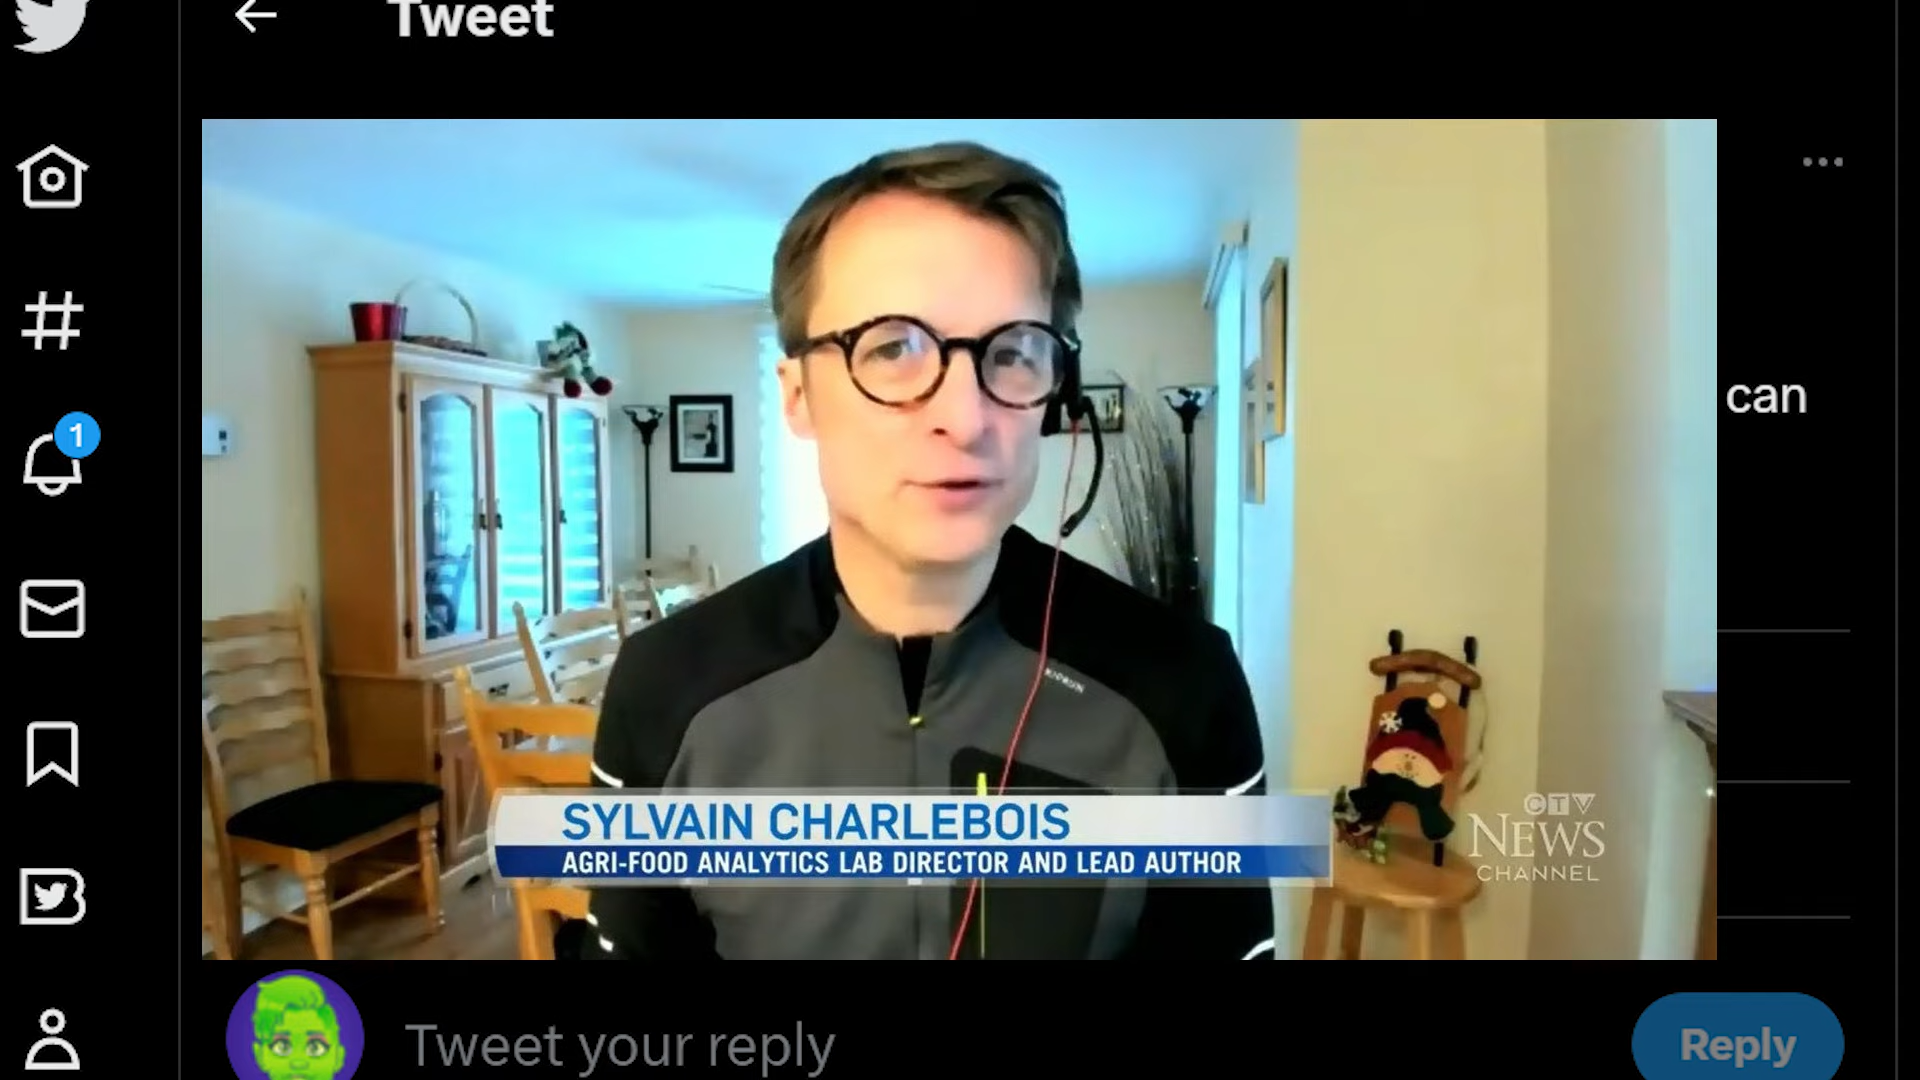 Tweet
1
can
SYLVAIN CHARLEBOIS
AGRI-FOOD ANALYTICS LAB DIRECTOR AND LEAD AUTHOR
CTV
NEWS
CHANNEL
Tweet your reply
Reply